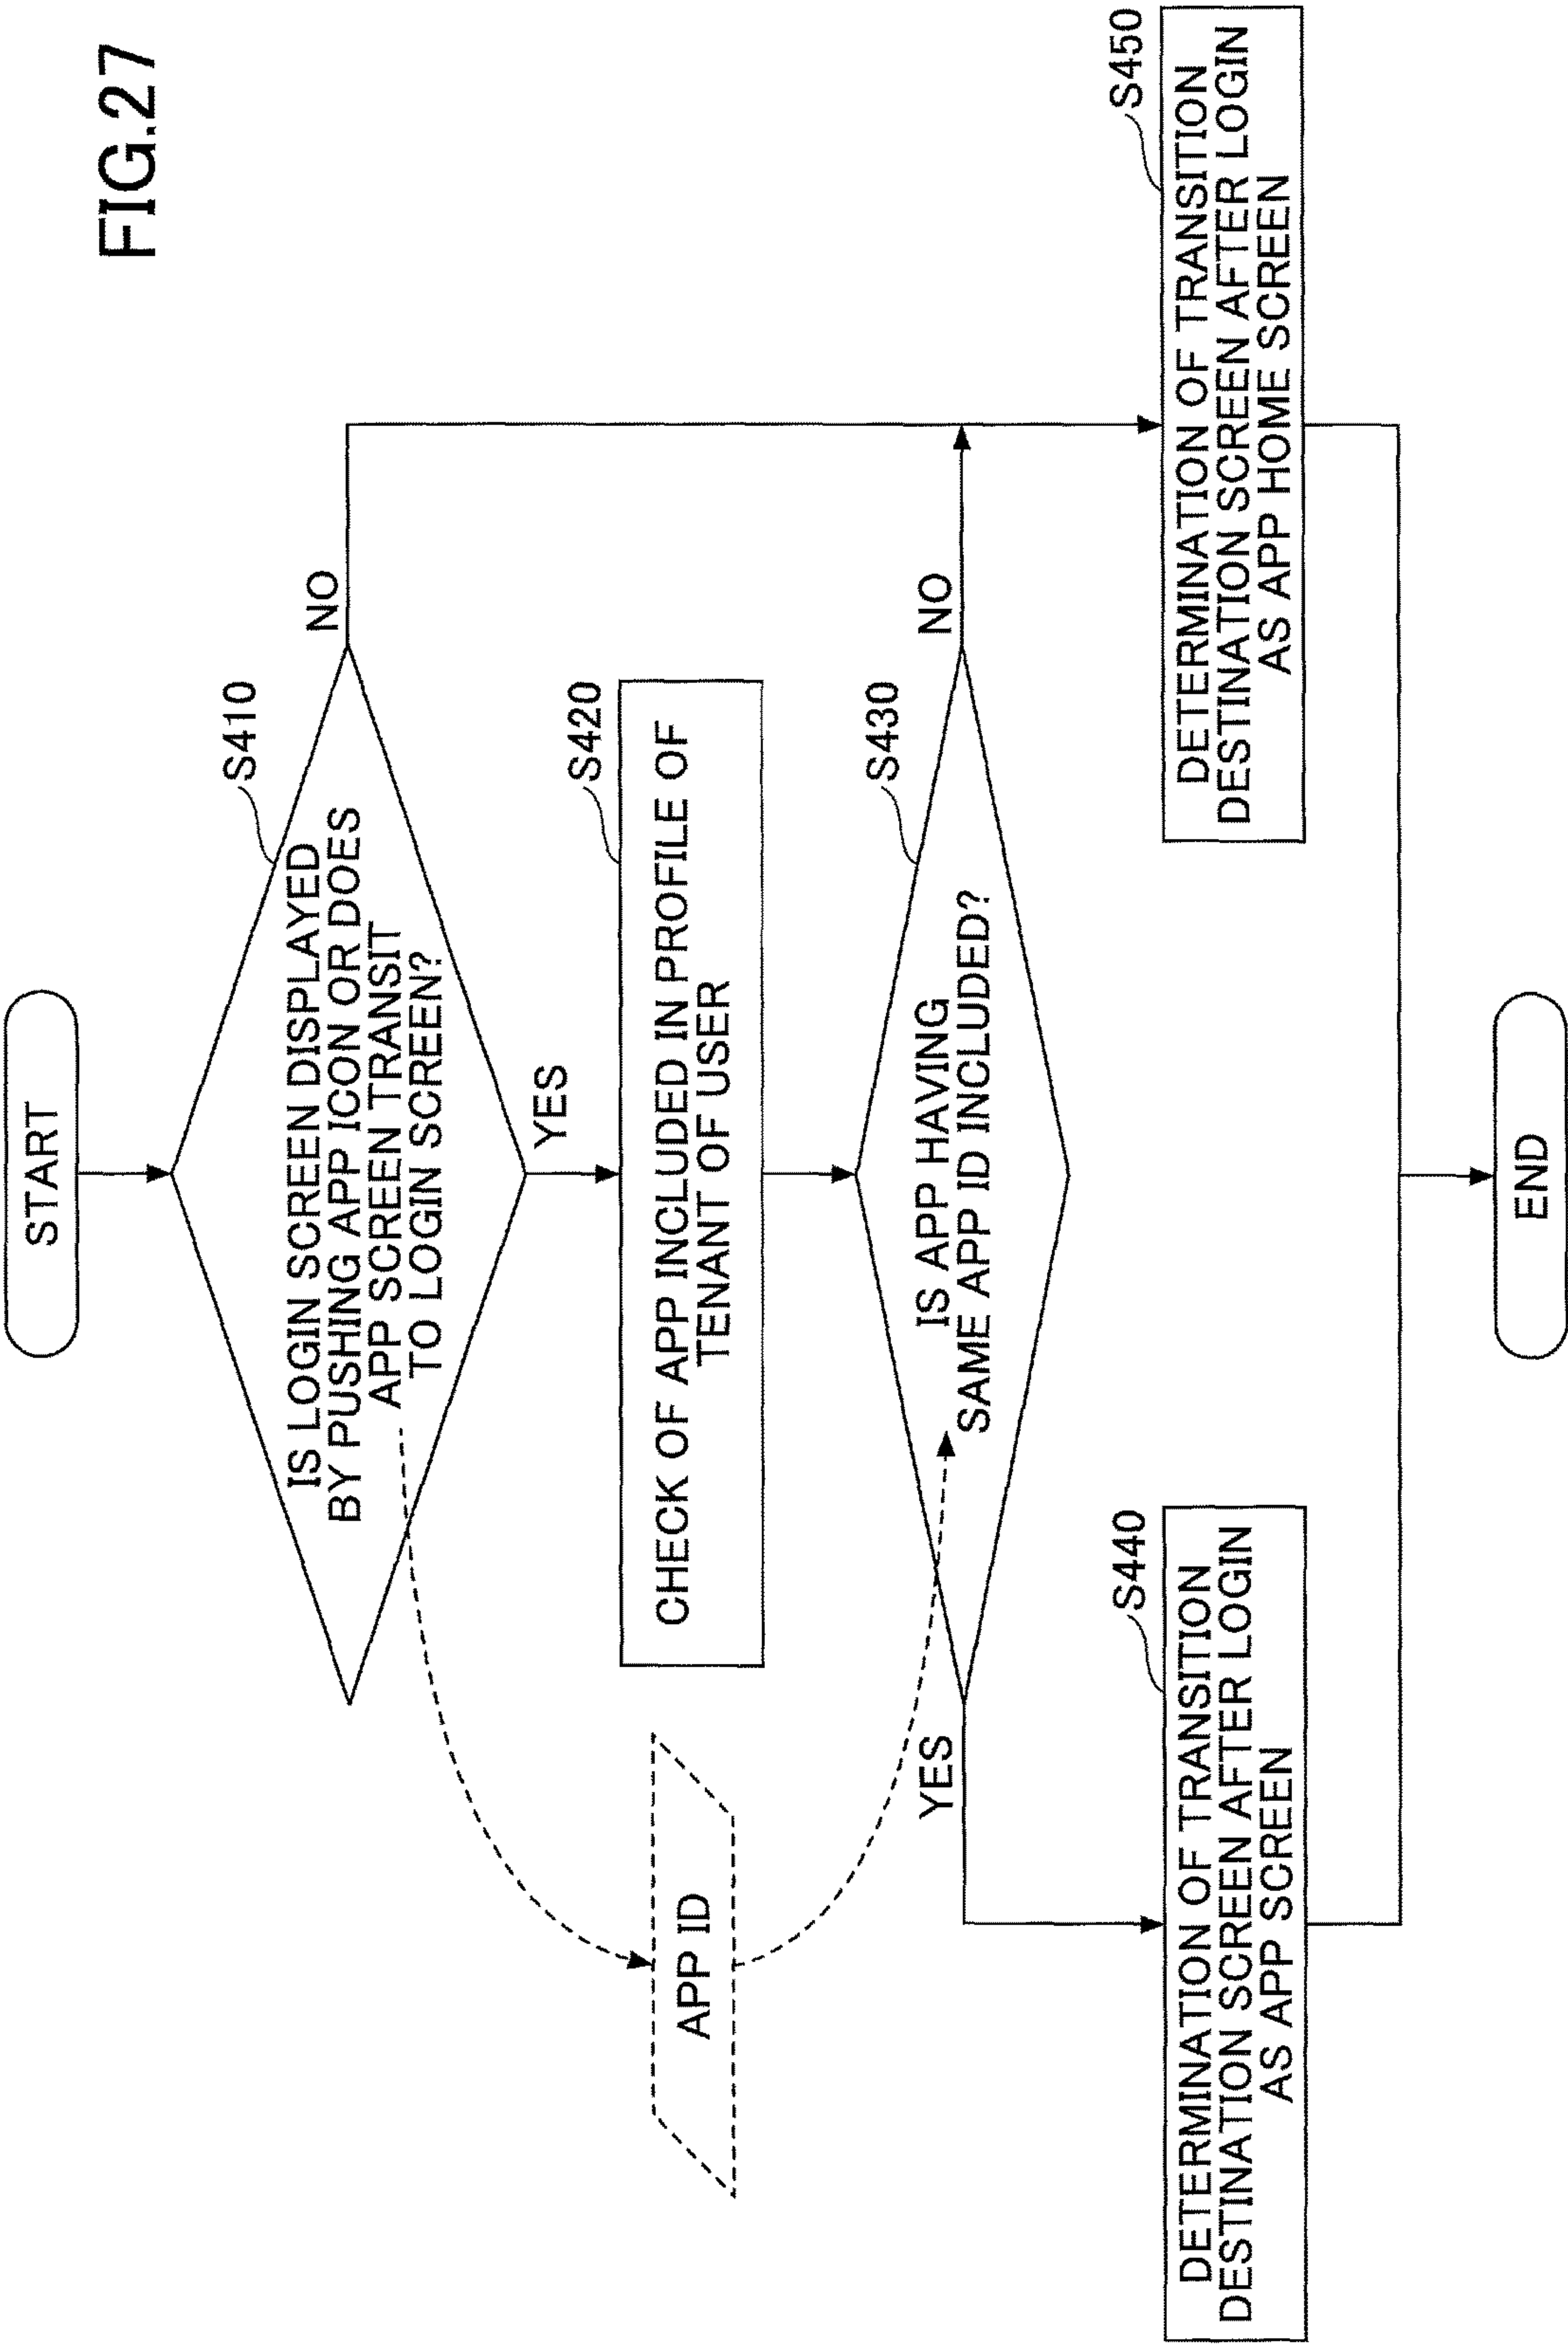 FIG.27
START
S410
IS LOGIN SCREEN DISPLAYED
BY PUSHING APP ICON OR DOES
APP SCREEN TRANSIT
TO LOGIN SCREEN?
NO
YES
S420
CHECK OF APP INCLUDED IN PROFILE OF
TENANT OF USER
APP ID
S430
IS APP HAVING
SAME APP ID INCLUDED?
NO
YES
S440
DETERMINATION OF TRANSITION
DESTINATION SCREEN AFTER LOGIN
AS APP SCREEN
S450
DETERMINATION OF TRANSITION
DESTINATION SCREEN AFTER LOGIN
AS APP HOME SCREEN
END